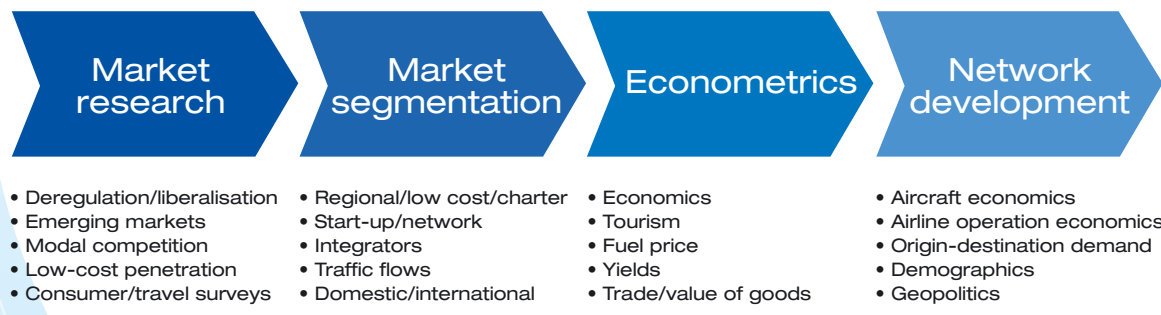 Market
research
Market
segmentation
Econometrics
Network
development
• Deregulation/liberalisation
• Emerging markets
• Modal competition
• Low-cost penetration
• Consumer/travel surveys
• Regional/low cost/charter
• Start-up/network
• Integrators
• Traffic flows
• Domestic/international
• Economics
• Tourism
• Fuel price
• Yields
• Trade/value of goods
• Aircraft economics
• Airline operation economics
• Origin-destination demand
• Demographics
• Geopolitics